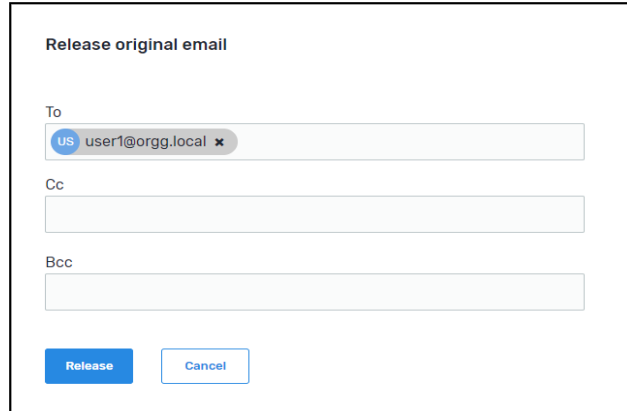 Release original email
To
US user1@orgg.local ×
Cc
Bcc
Release Cancel